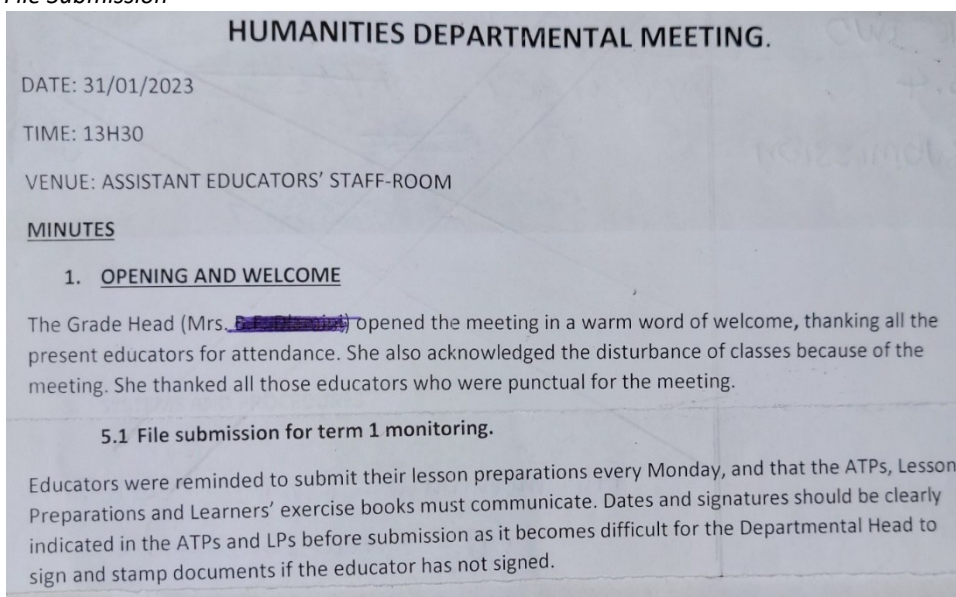 File Submission
HUMANITIES DEPARTMENTAL MEETING.
DATE: 31/01/2023
TIME: 13H30
VENUE: ASSISTANT EDUCATORS' STAFF-ROOM
MINUTES
1. OPENING AND WELCOME
The Grade Head (Mrs. ) opened the meeting in a warm word of welcome, thanking all the
present educators for attendance. She also acknowledged the disturbance of classes because of the
meeting. She thanked all those educators who were punctual for the meeting.
5.1 File submission for term 1 monitoring.
Educators were reminded to submit their lesson preparations every Monday, and that the ATPs, Lesson
Preparations and Learners' exercise books must communicate. Dates and signatures should be clearly
indicated in the ATPs and LPs before submission as it becomes difficult for the Departmental Head to
sign and stamp documents if the educator has not signed.